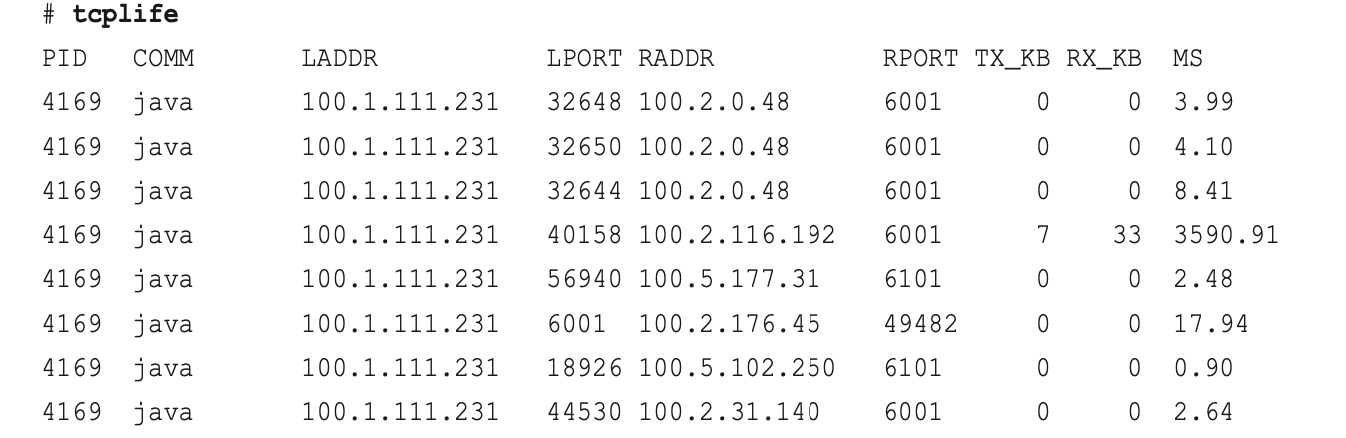 # tcplife
PID   COMM       LADDR           LPORT RADDR           RPORT TX_KB RX_KB  MS
4169  java       100.1.111.231   32648 100.2.0.48      6001      0     0  3.99
4169  java       100.1.111.231   32650 100.2.0.48      6001      0     0  4.10
4169  java       100.1.111.231   32644 100.2.0.48      6001      0     0  8.41
4169  java       100.1.111.231   40158 100.2.116.192   6001      7    33  3590.91
4169  java       100.1.111.231   56940 100.5.177.31    6101      0     0  2.48
4169  java       100.1.111.231   6001  100.2.176.45    49482     0     0  17.94
4169  java       100.1.111.231   18926 100.5.102.250   6101      0     0  0.90
4169  java       100.1.111.231   44530 100.2.31.140    6001      0     0  2.64